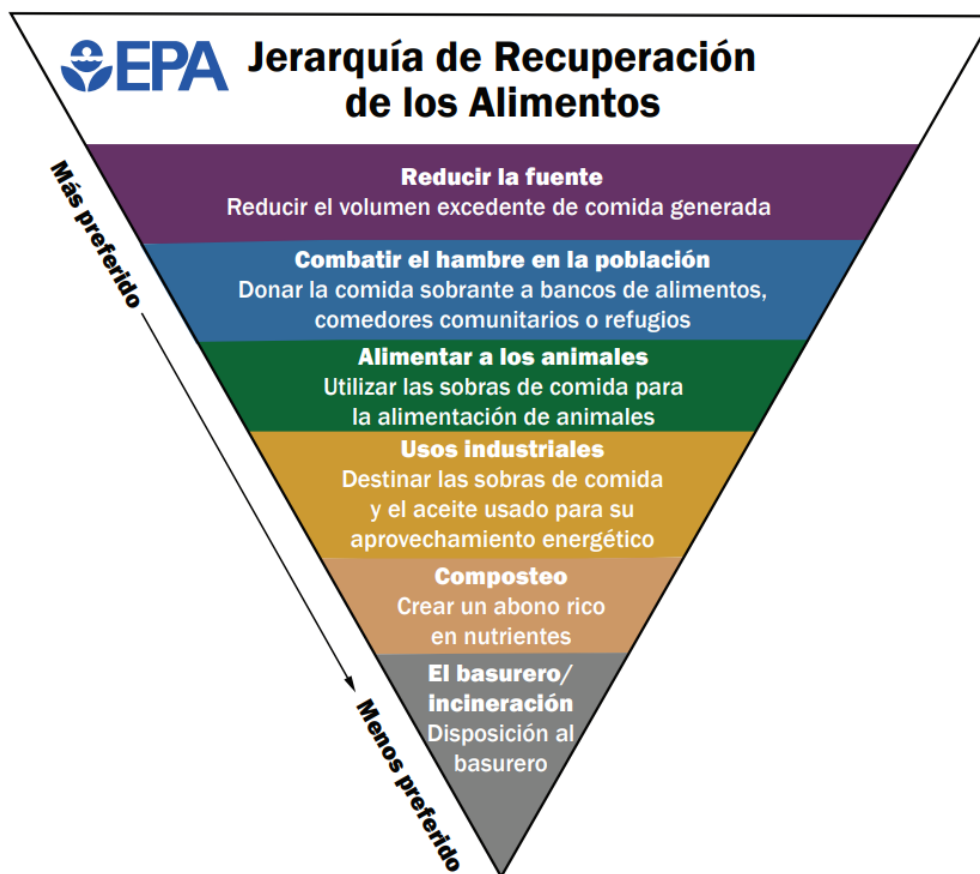 EPA Jerarquía de Recuperación
de los Alimentos
Más preferido
Reducir la fuente
Reducir el volumen excedente de comida generada
Combatir el hambre en la población
Donar la comida sobrante a bancos de alimentos,
comedores comunitarios o refugios
Alimentar a los animales
Utilizar las sobras de comida para
la alimentación de animales
Usos industriales
Destinar las sobras de comida
y el aceite usado para su
aprovechamiento energético
Composteo
Crear un abono rico
en nutrientes
El basurero/
incineración
Disposición al
basurero
Menos preferido